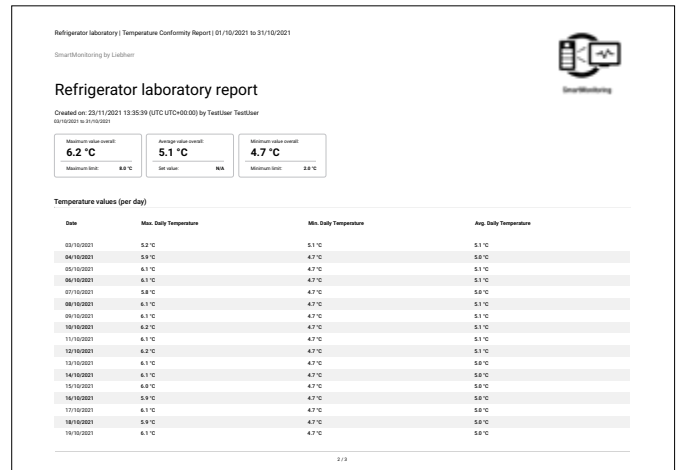 Refrigerator laboratory | Temperature Conformity Report | 01/10/2021 to 31/10/2021
SmartMonitoring by Liebherr
SmartMonitoring
Refrigerator laboratory report
Created on: 23/11/2021 13:35:39 (UTC UTC+00:00) by TestUser TestUser
03/10/2021 to 31/10/2021
Maximum value overall: Average value overall: Minimum value overall:
6.2 °C 5.1 °C 4.7 °C
Maximum limit: 8.0 °C Set value: N/A Minimum limit: 2.0 °C
Temperature values (per day)
Date Max. Daily Temperature Min. Daily Temperature Avg. Daily Temperature
03/10/2021 5.2 °C 5.1 °C 5.1 °C
04/10/2021 5.9 °C 4.7 °C 5.0 °C
05/10/2021 6.1 °C 4.7 °C 5.1 °C
06/10/2021 6.1 °C 4.7 °C 5.1 °C
07/10/2021 5.8 °C 4.7 °C 5.0 °C
08/10/2021 6.1 °C 4.7 °C 5.1 °C
09/10/2021 6.1 °C 4.7 °C 5.1 °C
10/10/2021 6.2 °C 4.7 °C 5.1 °C
11/10/2021 6.1 °C 4.7 °C 5.1 °C
12/10/2021 6.2 °C 4.7 °C 5.1 °C
13/10/2021 6.1 °C 4.7 °C 5.0 °C
14/10/2021 6.1 °C 4.7 °C 5.0 °C
15/10/2021 6.0 °C 4.7 °C 5.0 °C
16/10/2021 5.9 °C 4.7 °C 5.0 °C
17/10/2021 6.1 °C 4.7 °C 5.0 °C
18/10/2021 5.9 °C 4.7 °C 5.0 °C
19/10/2021 6.1 °C 4.7 °C 5.0 °C
2 / 3